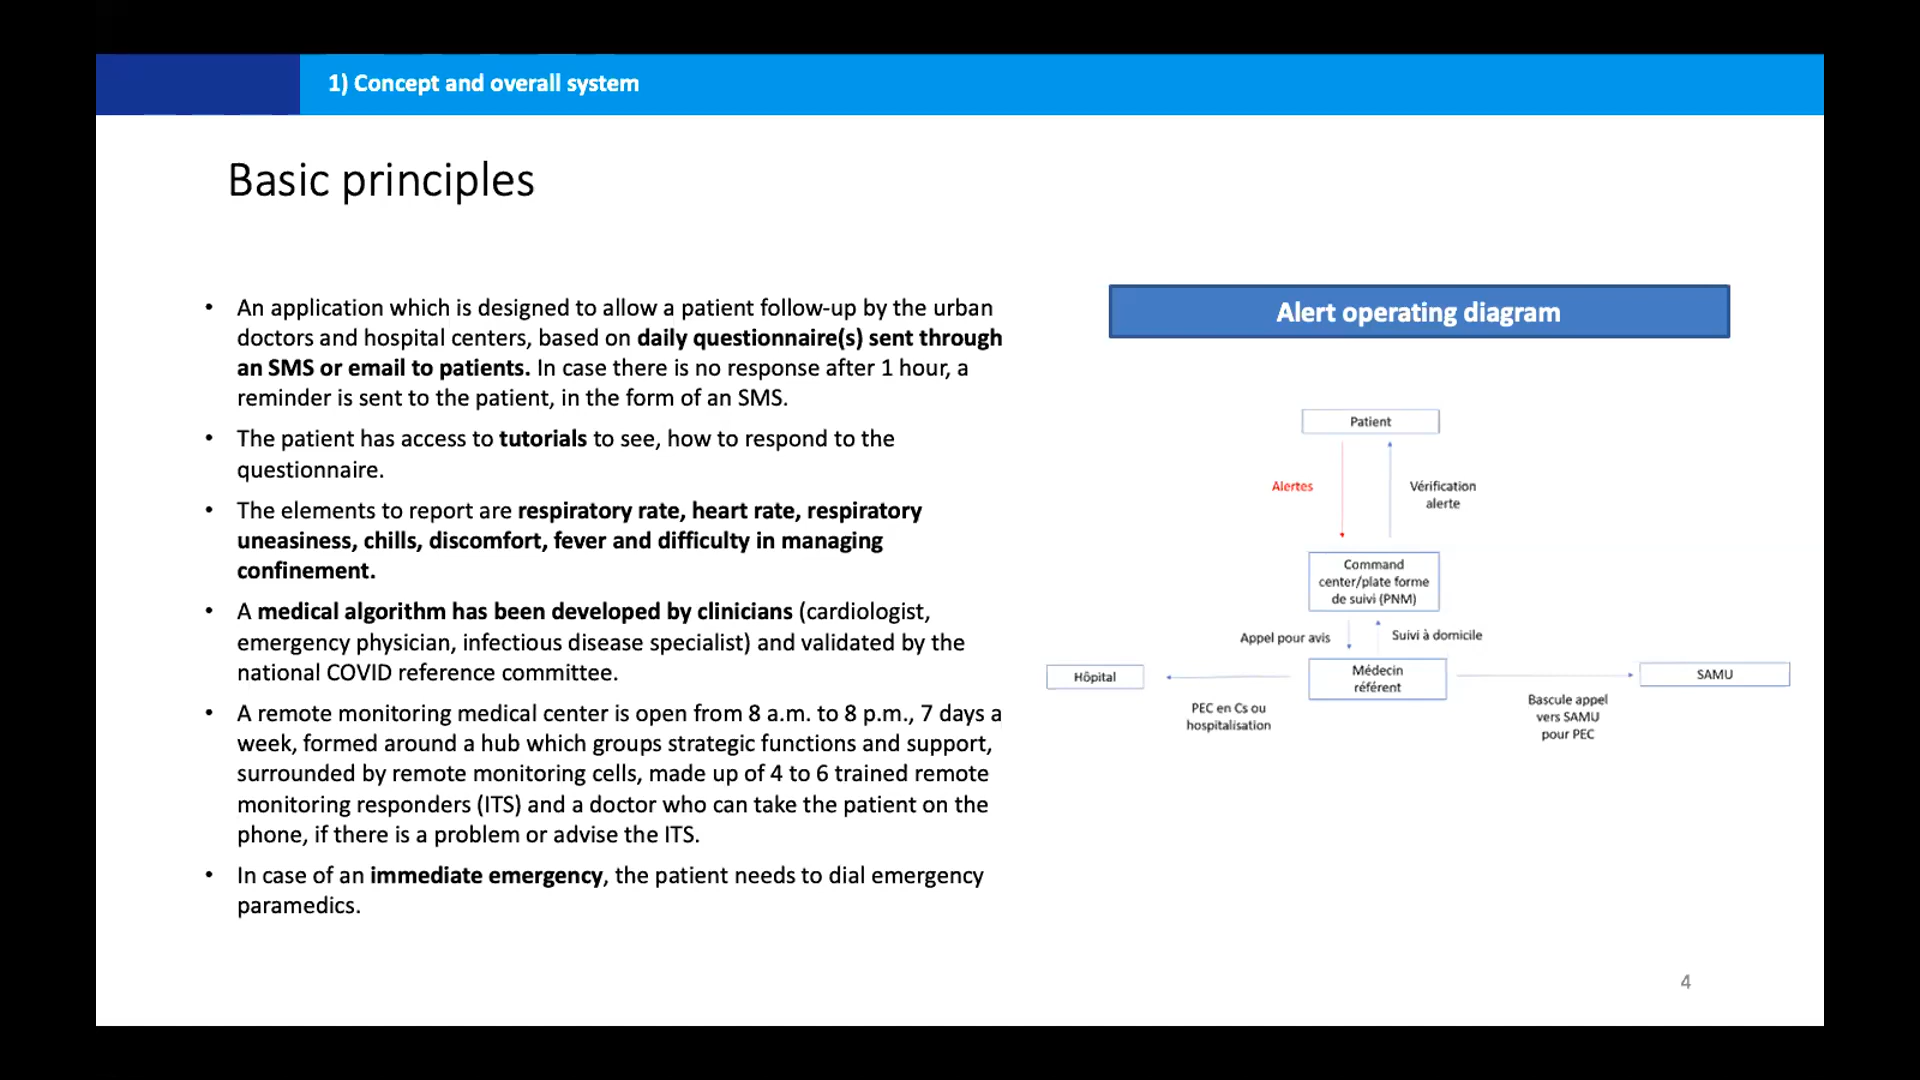 1) Concept and overall system
Basic principles
• An application which is designed to allow a patient follow-up by the urban
doctors and hospital centers, based on daily questionnaire(s) sent through
an SMS or email to patients. In case there is no response after 1 hour, a
reminder is sent to the patient, in the form of an SMS.
• The patient has access to tutorials to see, how to respond to the
questionnaire.
• The elements to report are respiratory rate, heart rate, respiratory
uneasiness, chills, discomfort, fever and difficulty in managing
confinement.
• A medical algorithm has been developed by clinicians (cardiologist,
emergency physician, infectious disease specialist) and validated by the
national COVID reference committee.
• A remote monitoring medical center is open from 8 a.m. to 8 p.m., 7 days a
week, formed around a hub which groups strategic functions and support,
surrounded by remote monitoring cells, made up of 4 to 6 trained remote
monitoring responders (ITS) and a doctor who can take the patient on the
phone, if there is a problem or advise the ITS.
• In case of an immediate emergency, the patient needs to dial emergency
paramedics.
Alert operating diagram
Patient
Alertes
Vérification
alerte
Command
center/plate forme
de suivi (PNM)
Appel pour avis
Suivi à domicile
Hôpital
Médecin
référent
SAMU
PEC en Cs ou
hospitalisation
Bascule appel
vers SAMU
pour PEC
4